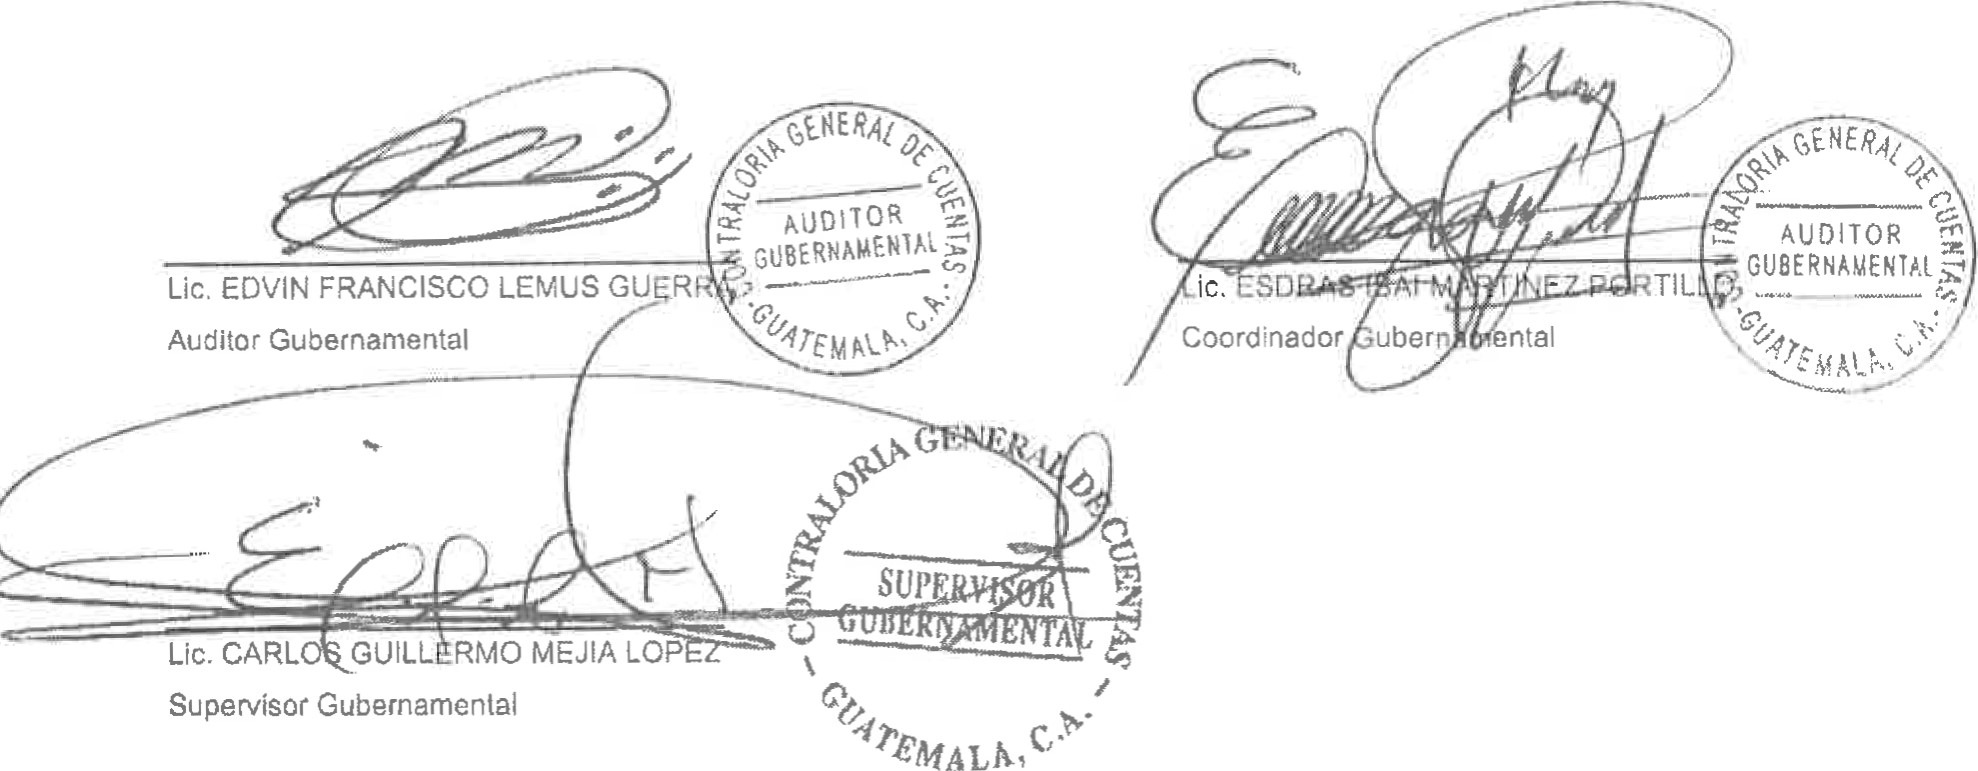 CONTRALORIA GENERAL DE CUENTAS
AUDITOR
GUBERNAMENTAL
- GUATEMALA, C.A. -
Lic. EDVIN FRANCISCO LEMUS GUERRA
Auditor Gubernamental
CONTRALORIA GENERAL DE CUENTAS
AUDITOR
GUBERNAMENTAL
- GUATEMALA, C.A. -
Lic. ESDRAS ISAI MARTINEZ PORTILLO
Coordinador Gubernamental
CONTRALORIA GENERAL DE CUENTAS
SUPERVISOR
GUBERNAMENTAL
- GUATEMALA, C.A. -
Lic. CARLOS GUILLERMO MEJIA LOPEZ
Supervisor Gubernamental